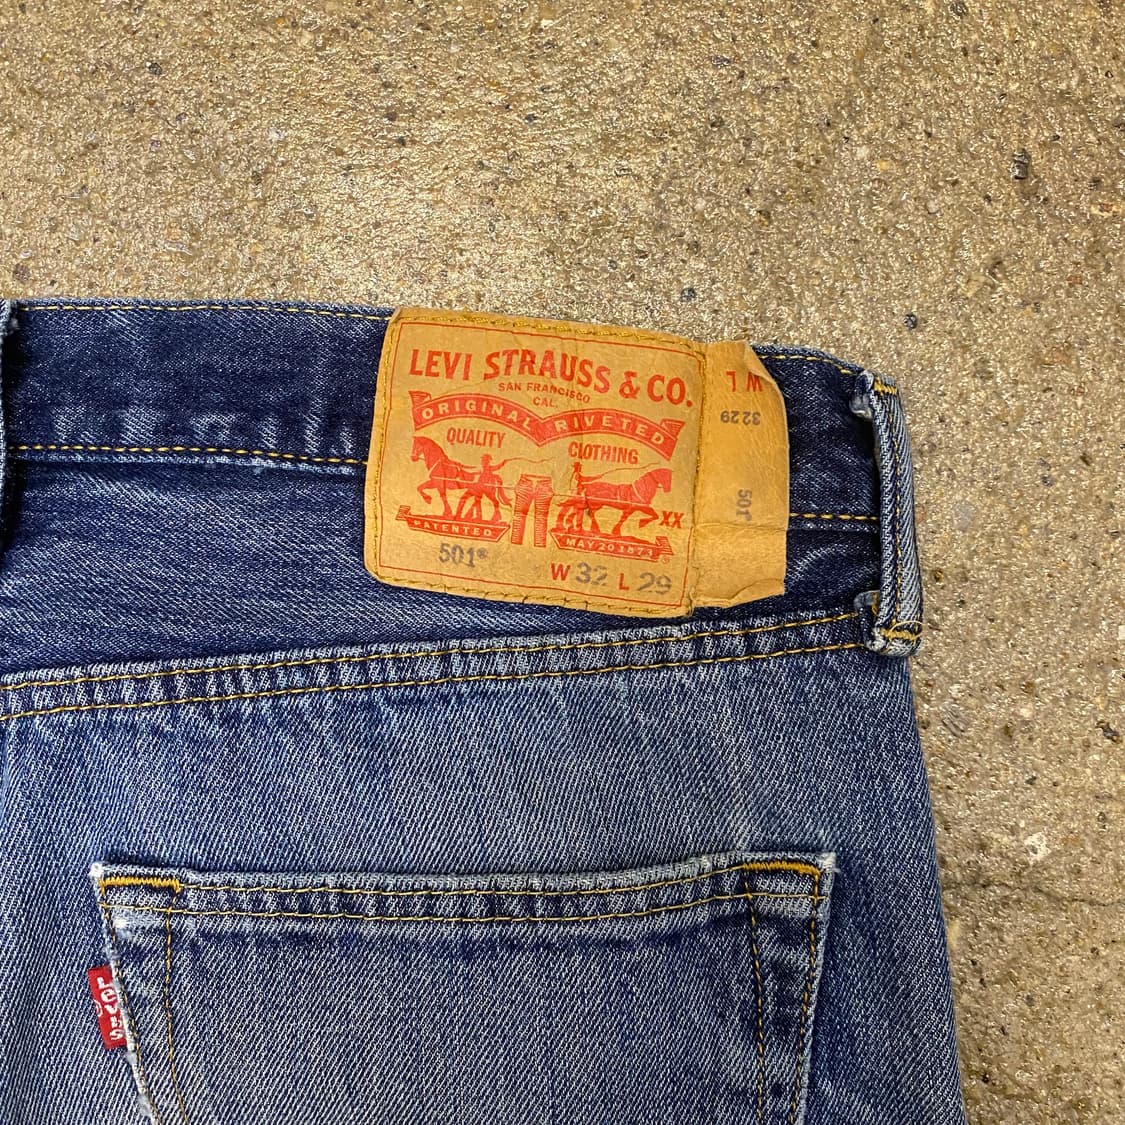 LEVI STRAUSS & CO.
SAN FRANCISCO
CAL.
ORIGINAL RIVETED
QUALITY CLOTHING
XX
PATENTED MAY 20 1873
501®
W 32 L 29
W L
3229
501
Levi's